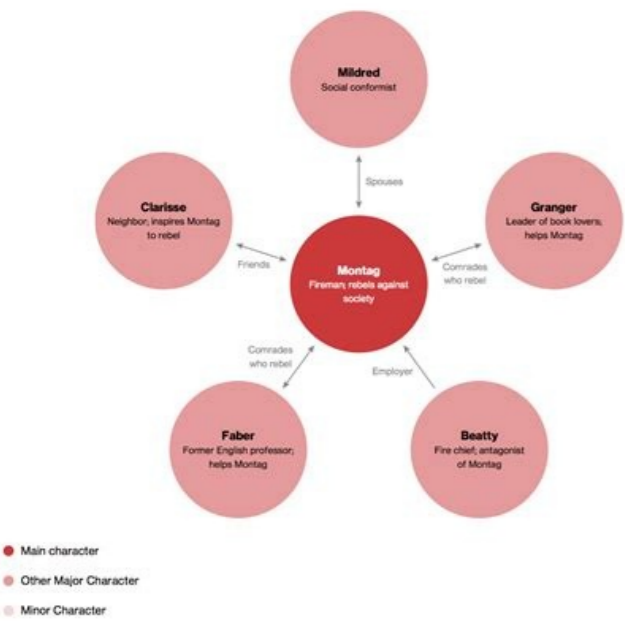 Mildred
Social conformist
Spouses
Clarisse
Neighbor; inspires Montag
to rebel
Granger
Leader of book lovers;
helps Montag
Friends
Montag
Fireman; rebels against
society
Comrades
who rebel
Comrades
who rebel
Employer
Faber
Former English professor;
helps Montag
Beatty
Fire chief; antagonist
of Montag
Main character
Other Major Character
Minor Character